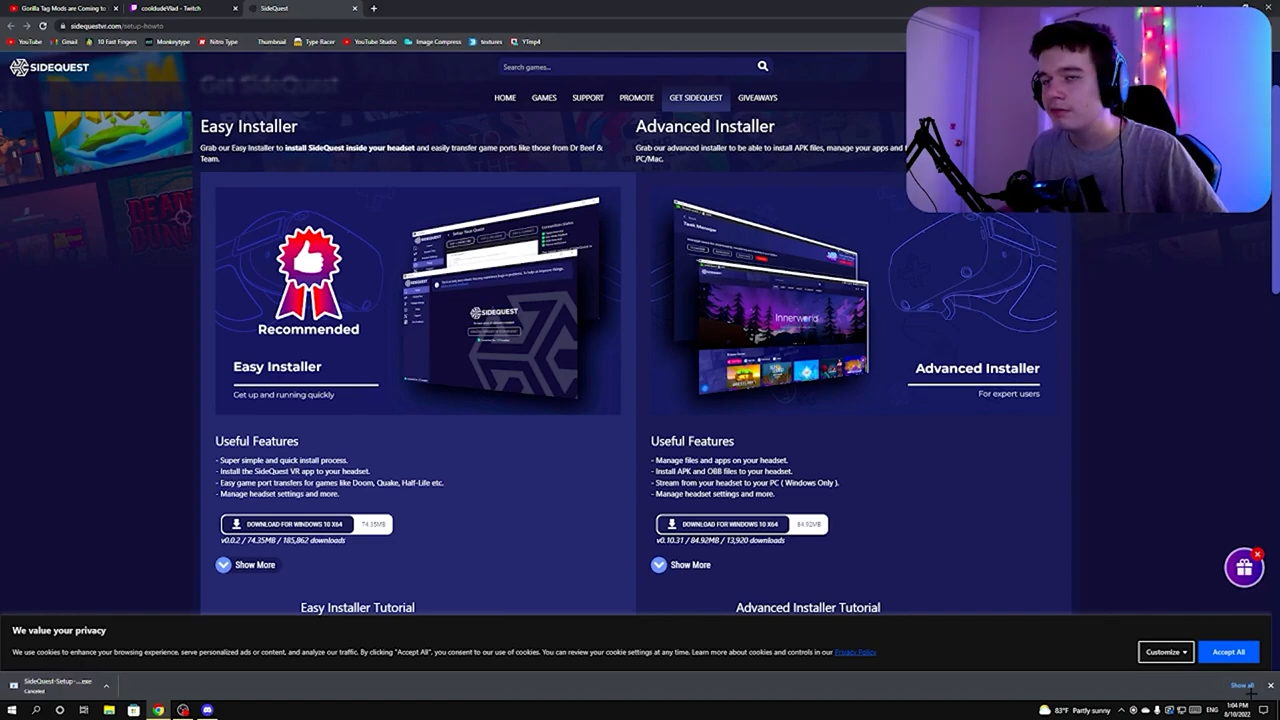 Gorilla Tag Mods are Coming to
cooldudeVlad - Twitch
SideQuest
sidequestvr.com/setup-howto
YouTube
Gmail
10 Fast Fingers
Monkeytype
Nitro Type
Thumbnail
Type Racer
YouTube Studio
Image Compress
textures
YTmp4
SIDEQUEST
Search games...
Get SideQuest
HOME
GAMES
SUPPORT
PROMOTE
GET SIDEQUEST
GIVEAWAYS
Easy Installer
Grab our Easy Installer to install SideQuest inside your headset and easily transfer game ports like those from Dr Beef &
Team.
Recommended
Easy Installer
Get up and running quickly
Useful Features
- Super simple and quick install process.
- Install the SideQuest VR app to your headset.
- Easy game port transfers for games like Doom, Quake, Half-Life etc.
- Manage headset settings and more.
DOWNLOAD FOR WINDOWS 10 X64
74.35MB
v0.0.2 / 74.35MB / 185,862 downloads
Show More
Easy Installer Tutorial
Advanced Installer
Grab our advanced installer to be able to install APK files, manage your apps and
PC/Mac.
Innerworld
Advanced Installer
For expert users
Useful Features
- Manage files and apps on your headset.
- Install APK and OBB files to your headset.
- Stream from your headset to your PC ( Windows Only ).
- Manage headset settings and more.
DOWNLOAD FOR WINDOWS 10 X64
84.92MB
v0.10.31 / 84.92MB / 13,920 downloads
Show More
Advanced Installer Tutorial
We value your privacy
We use cookies to enhance your browsing experience, serve personalized ads or content, and analyze our traffic. By clicking "Accept All", you consent to our use of cookies. You can review your cookie settings at any time. Learn more about cookies and controls in our Privacy Policy
Customize
Accept All
SideQuest-Setup-....exe
Canceled
Show all
83°F Partly sunny
ENG
1:04 PM
8/10/2022